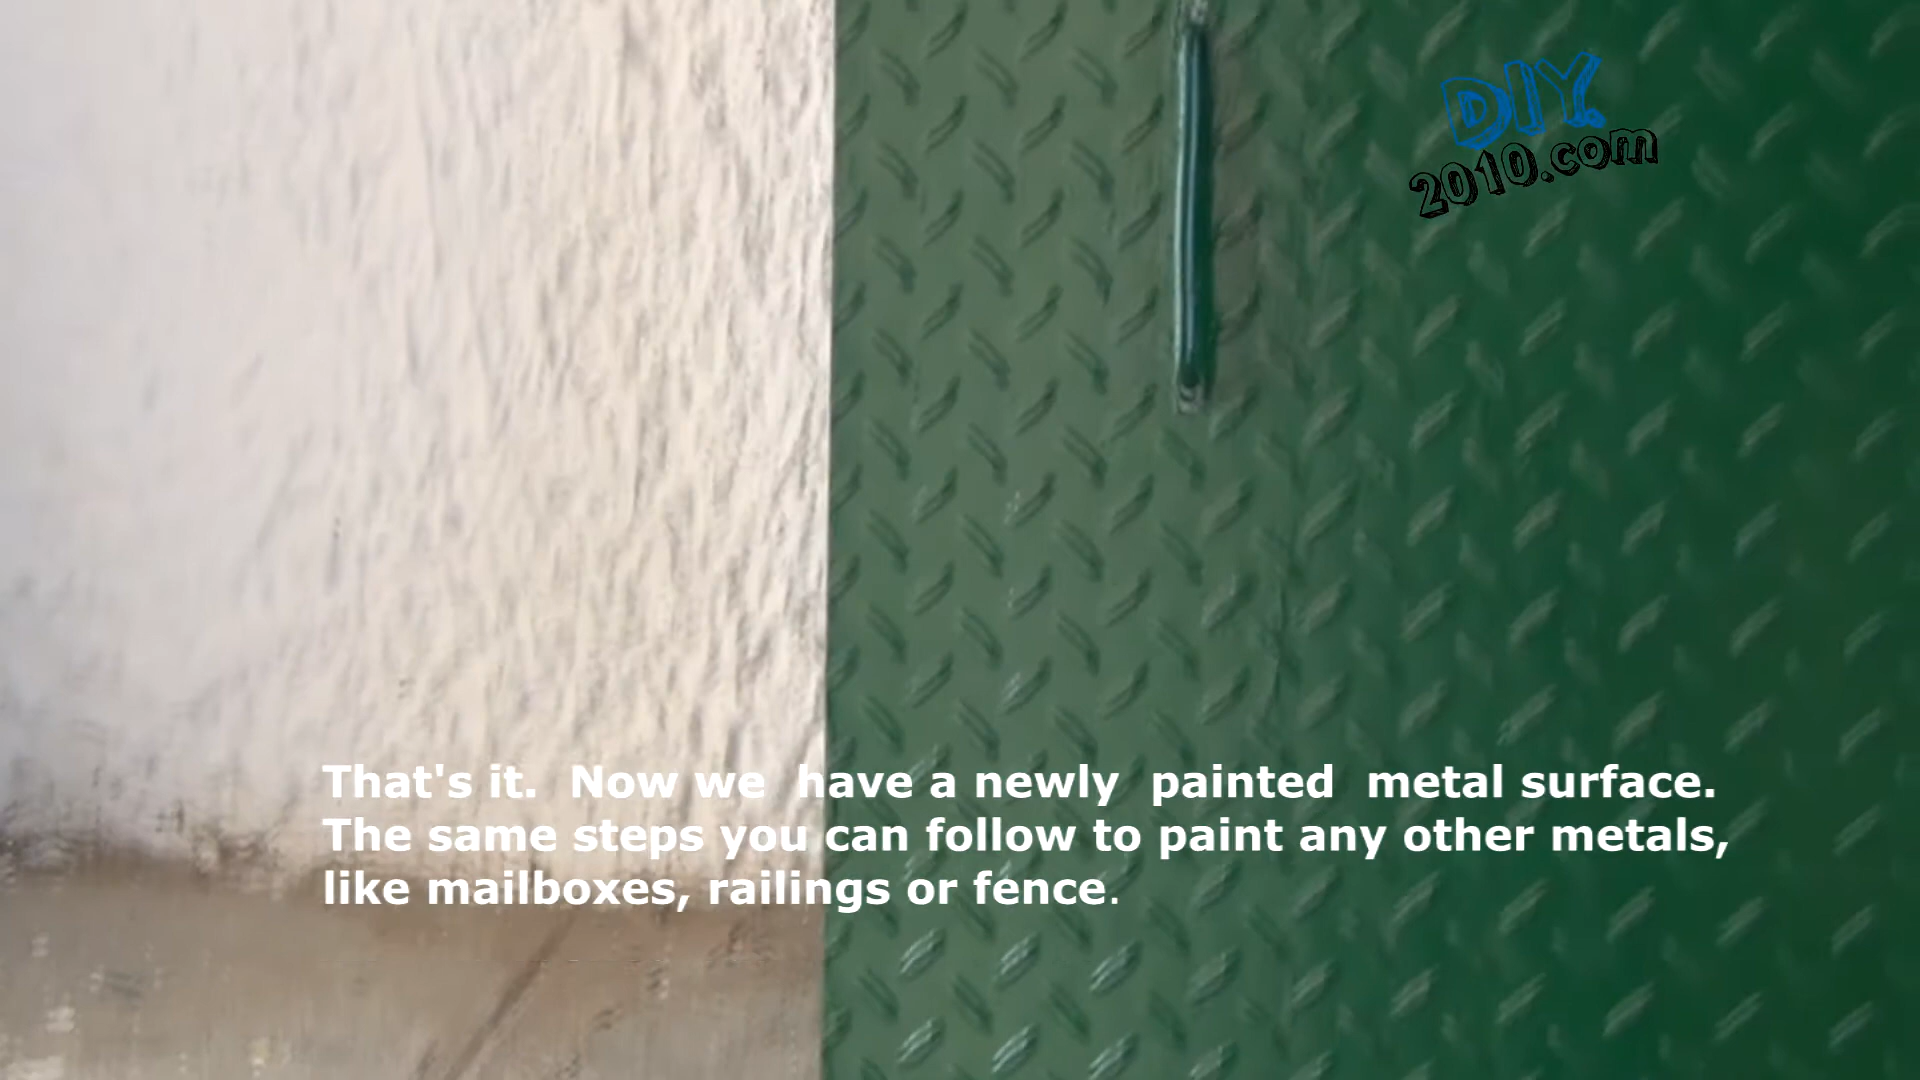 DIY.
2010.com
That's it. Now we have a newly painted metal surface.
The same steps you can follow to paint any other metals,
like mailboxes, railings or fence.